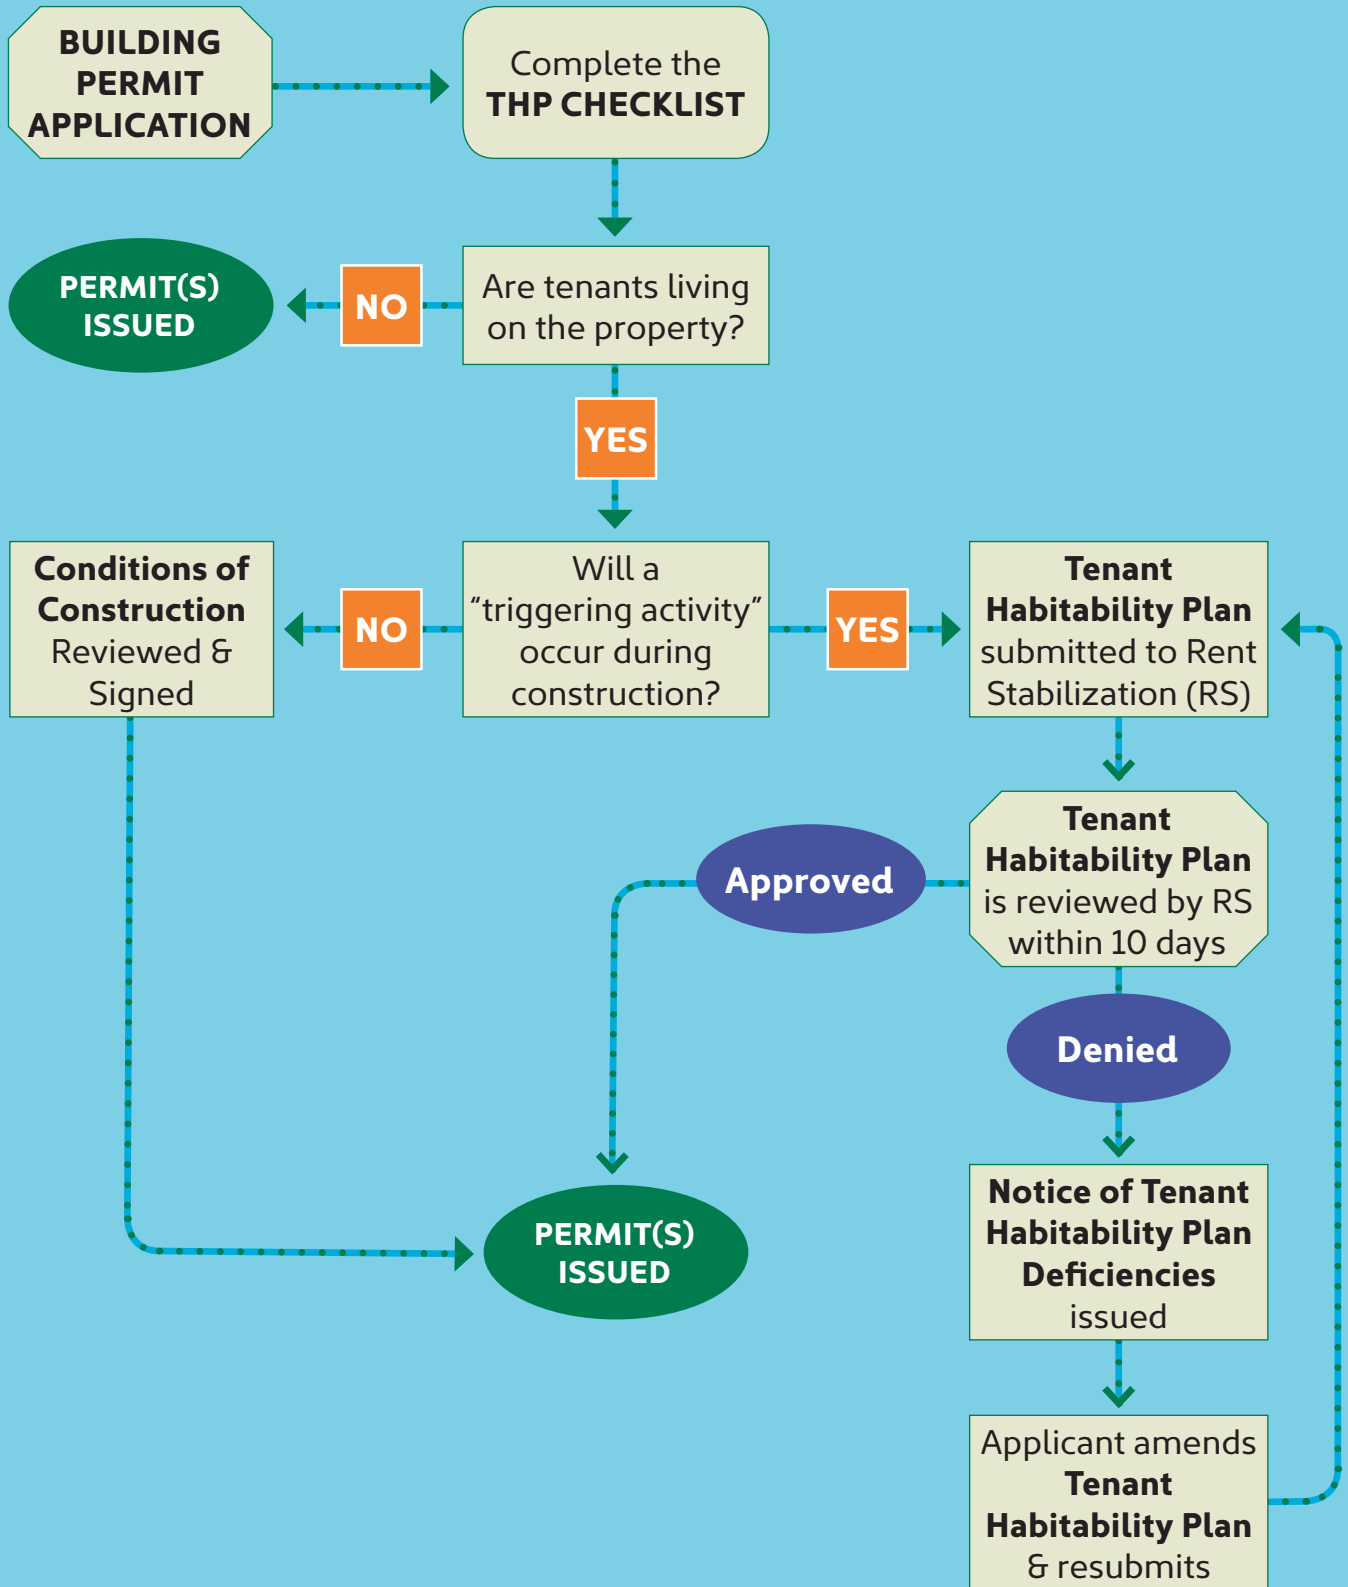 BUILDING
PERMIT
APPLICATION
Complete the
THP CHECKLIST
PERMIT(S)
ISSUED
NO
Are tenants living
on the property?
YES
Conditions of
Construction
Reviewed &
Signed
NO
Will a
“triggering activity”
occur during
construction?
YES
Tenant
Habitability Plan
submitted to Rent
Stabilization (RS)
Approved
Tenant
Habitability Plan
is reviewed by RS
within 10 days
Denied
PERMIT(S)
ISSUED
Notice of Tenant
Habitability Plan
Deficiencies
issued
Applicant amends
Tenant
Habitability Plan
& resubmits